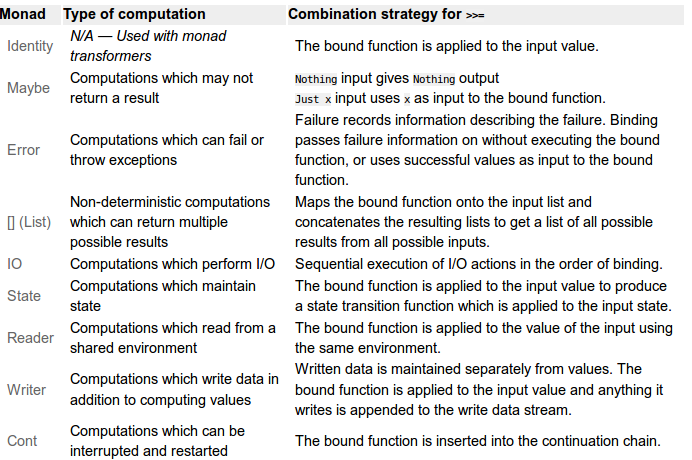 Monad Type of computation Combination strategy for >>=
Identity
N/A — Used with monad
transformers
The bound function is applied to the input value.
Maybe
Computations which may not
return a result
Nothing input gives Nothing output
Just x input uses x as input to the bound function.
Error
Computations which can fail or
throw exceptions
Failure records information describing the failure. Binding
passes failure information on without executing the bound
function, or uses successful values as input to the bound
function.
[] (List)
Non-deterministic computations
which can return multiple
possible results
Maps the bound function onto the input list and
concatenates the resulting lists to get a list of all possible
results from all possible inputs.
IO
Computations which perform I/O
Sequential execution of I/O actions in the order of binding.
State
Computations which maintain
state
The bound function is applied to the input value to produce
a state transition function which is applied to the input state.
Reader
Computations which read from a
shared environment
The bound function is applied to the value of the input using
the same environment.
Writer
Computations which write data in
addition to computing values
Written data is maintained separately from values. The
bound function is applied to the input value and anything it
writes is appended to the write data stream.
Cont
Computations which can be
interrupted and restarted
The bound function is inserted into the continuation chain.